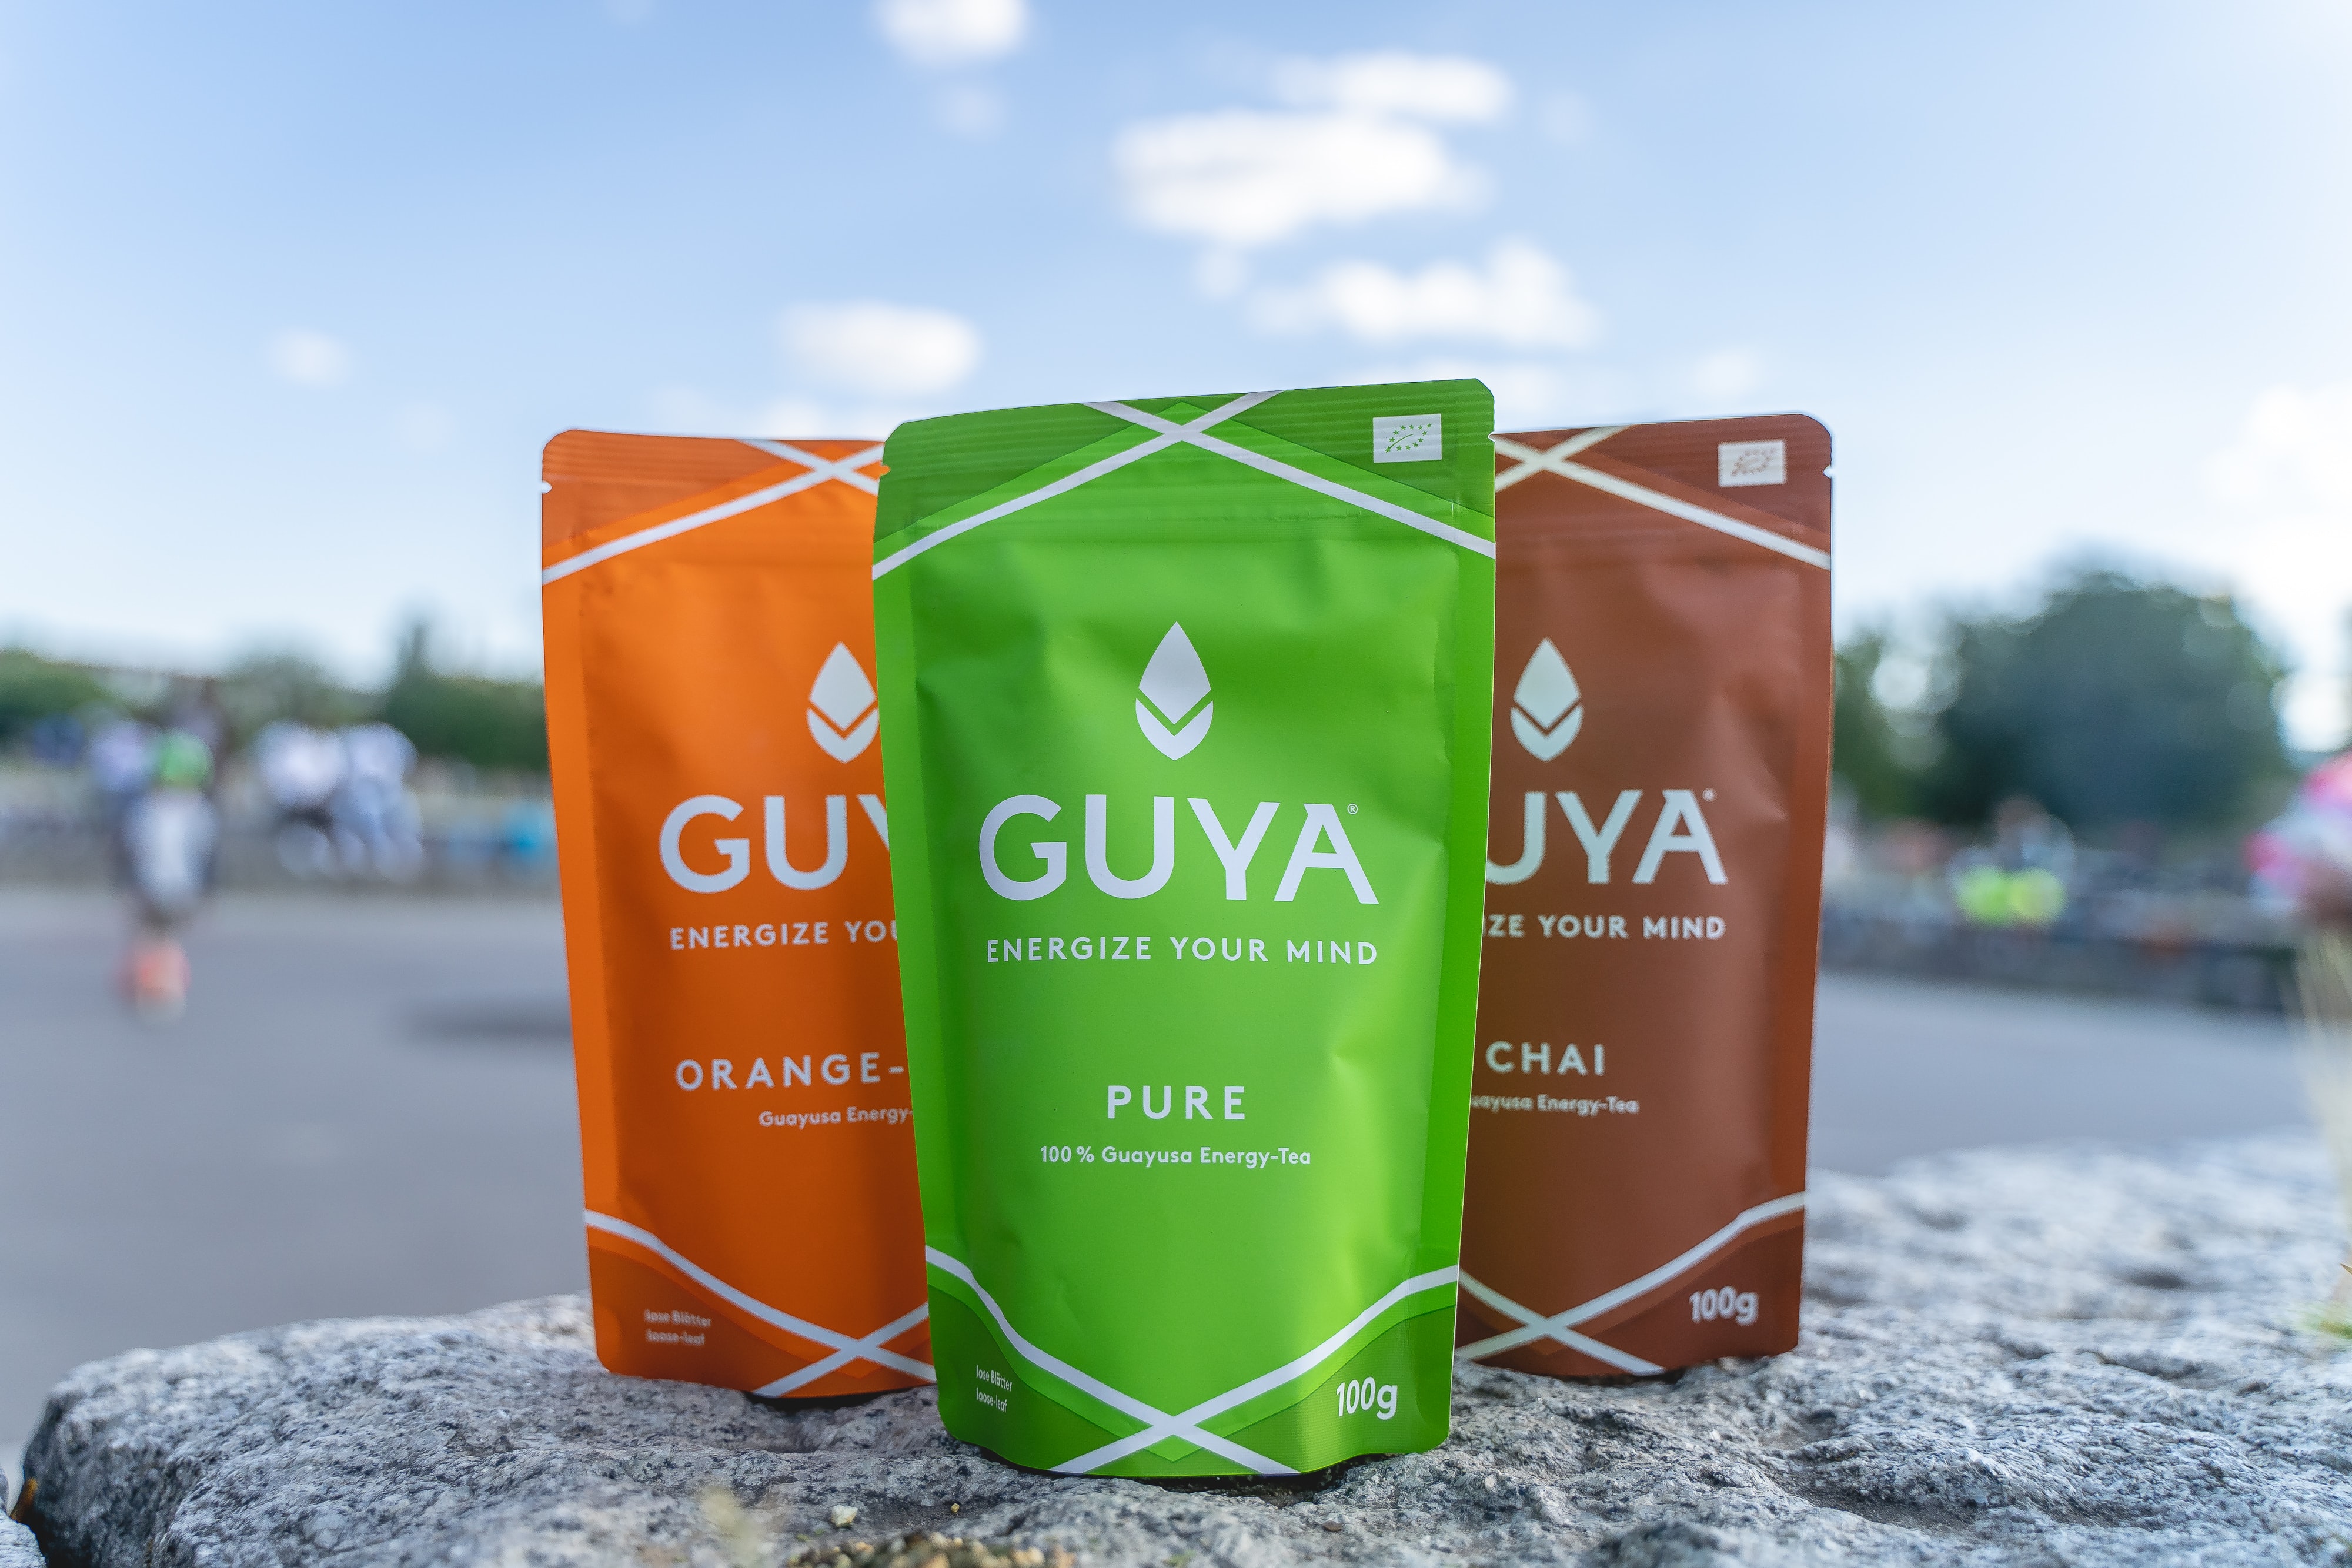 GUY
ENERGIZE YOU
ORANGE-
Guayusa Energy-
lose Blätter
loose-leaf
GUYA®
ENERGIZE YOUR MIND
PURE
100 % Guayusa Energy-Tea
lose Blätter
loose-leaf
100g
UYA®
ZE YOUR MIND
CHAI
uayusa Energy-Tea
100g